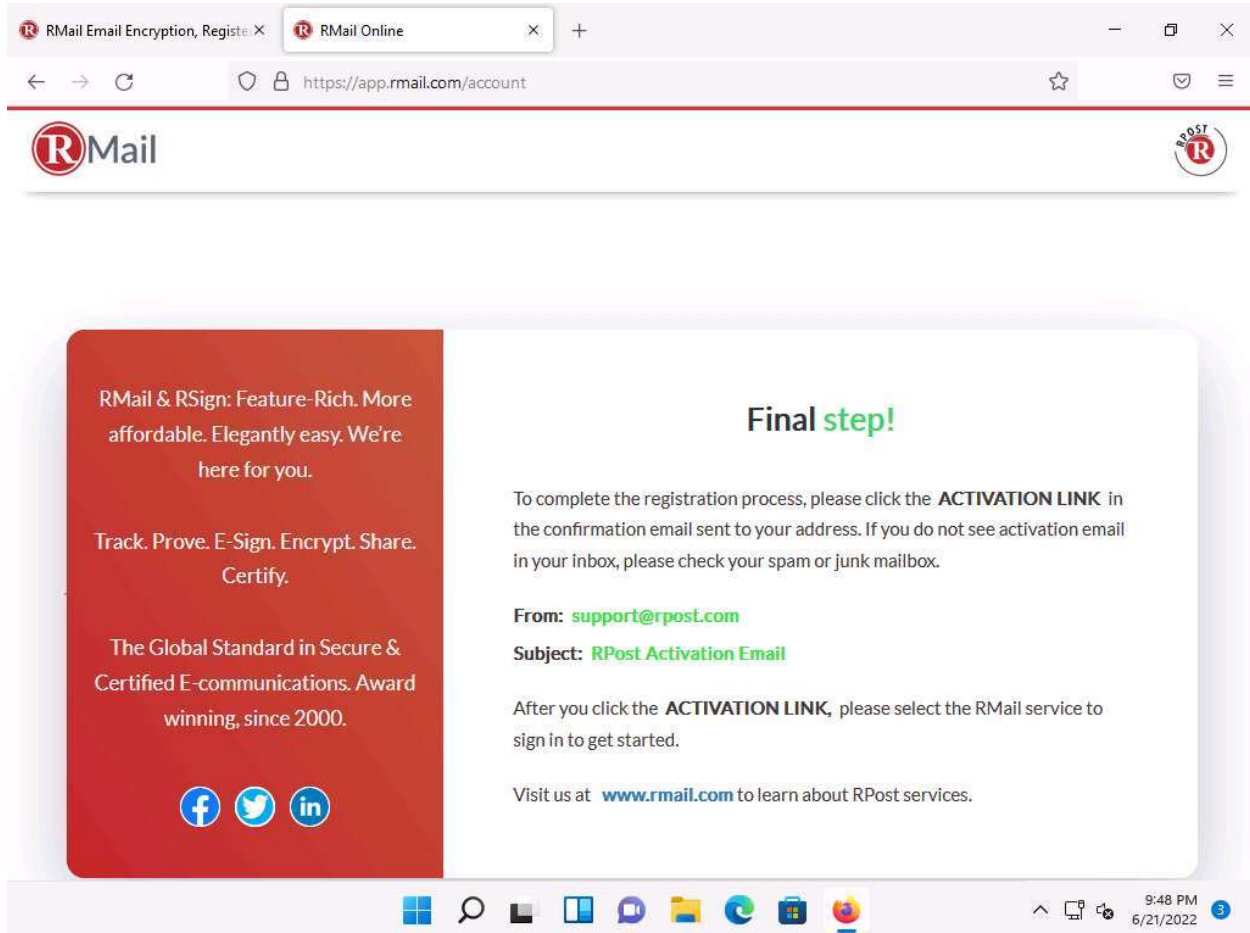 RMail Email Encryption, Registe
RMail Online
https://app.rmail.com/account
RMail
RPOST
R
RMail & RSign: Feature-Rich. More
affordable. Elegantly easy. We're
here for you.
Track. Prove. E-Sign. Encrypt. Share.
Certify.
The Global Standard in Secure &
Certified E-communications. Award
winning, since 2000.
Final step!
To complete the registration process, please click the ACTIVATION LINK in
the confirmation email sent to your address. If you do not see activation email
in your inbox, please check your spam or junk mailbox.
From: support@rpost.com
Subject: RPost Activation Email
After you click the ACTIVATION LINK, please select the RMail service to
sign in to get started.
Visit us at www.rmail.com to learn about RPost services.
9:48 PM
6/21/2022
3